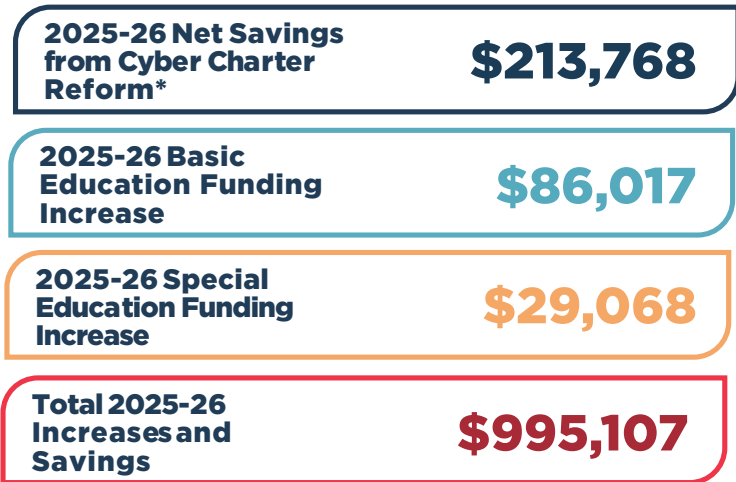 2025-26 Net Savings
from Cyber Charter
Reform*
$213,768
2025-26 Basic
Education Funding
Increase
$86,017
2025-26 Special
Education Funding
Increase
$29,068
Total 2025-26
Increases and
Savings
$995,107